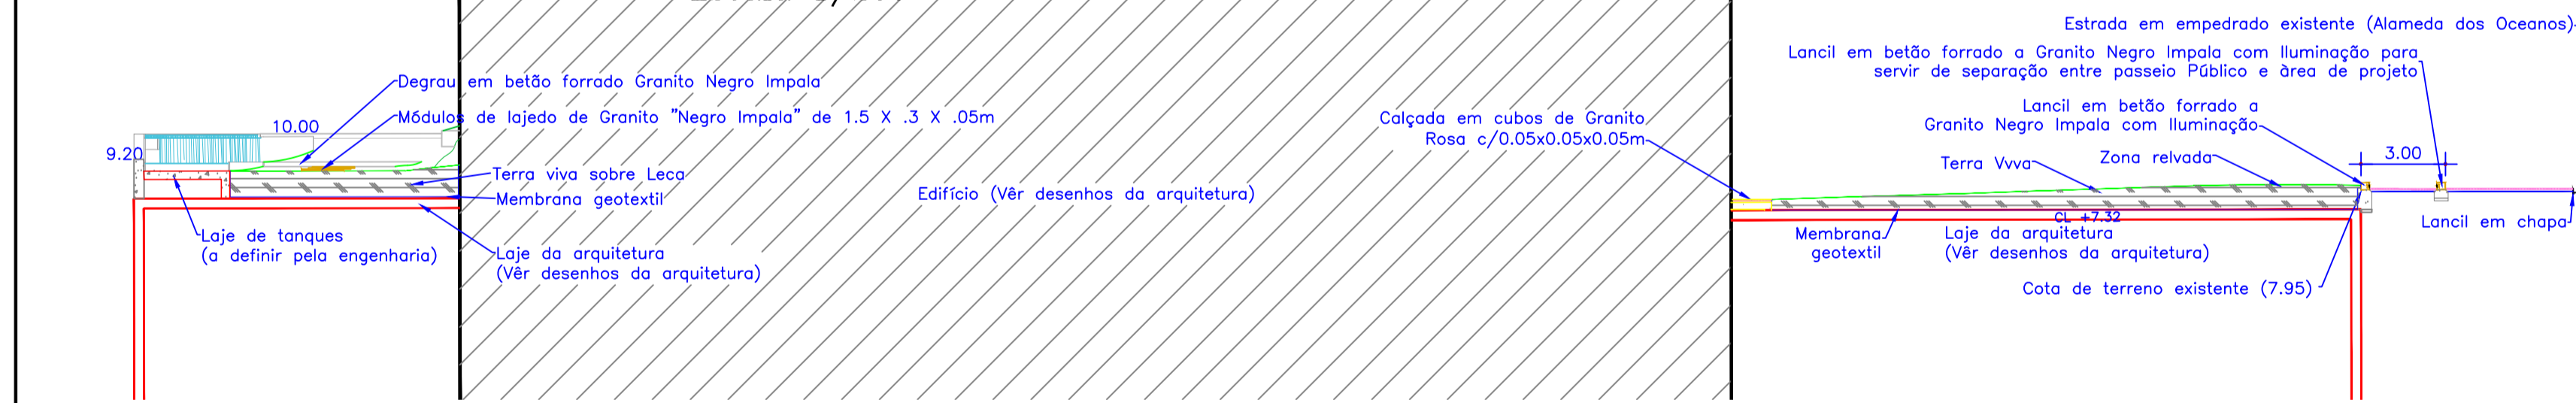 Degrau em betão forrado Granito Negro Impala
Módulos de lajedo de Granito "Negro Impala" de 1.5 X .3 X .05m
10.00
9.20
Terra viva sobre Leca
Membrana geotextil
Laje de tanques
(a definir pela engenharia)
Laje da arquitetura
(Vêr desenhos da arquitetura)
Edifício (Vêr desenhos da arquitetura)
Calçada em cubos de Granito
Rosa c/0.05x0.05x0.05m
Estrada em empedrado existente (Alameda dos Oceanos)
Lancil em betão forrado a Granito Negro Impala com Iluminação para
servir de separação entre passeio Público e àrea de projeto
Lancil em betão forrado a
Granito Negro Impala com Iluminação
Terra Vvva
Zona relvada
3.00
CL +7.32
Membrana
geotextil
Laje da arquitetura
(Vêr desenhos da arquitetura)
Cota de terreno existente (7.95)
Lancil em chapa